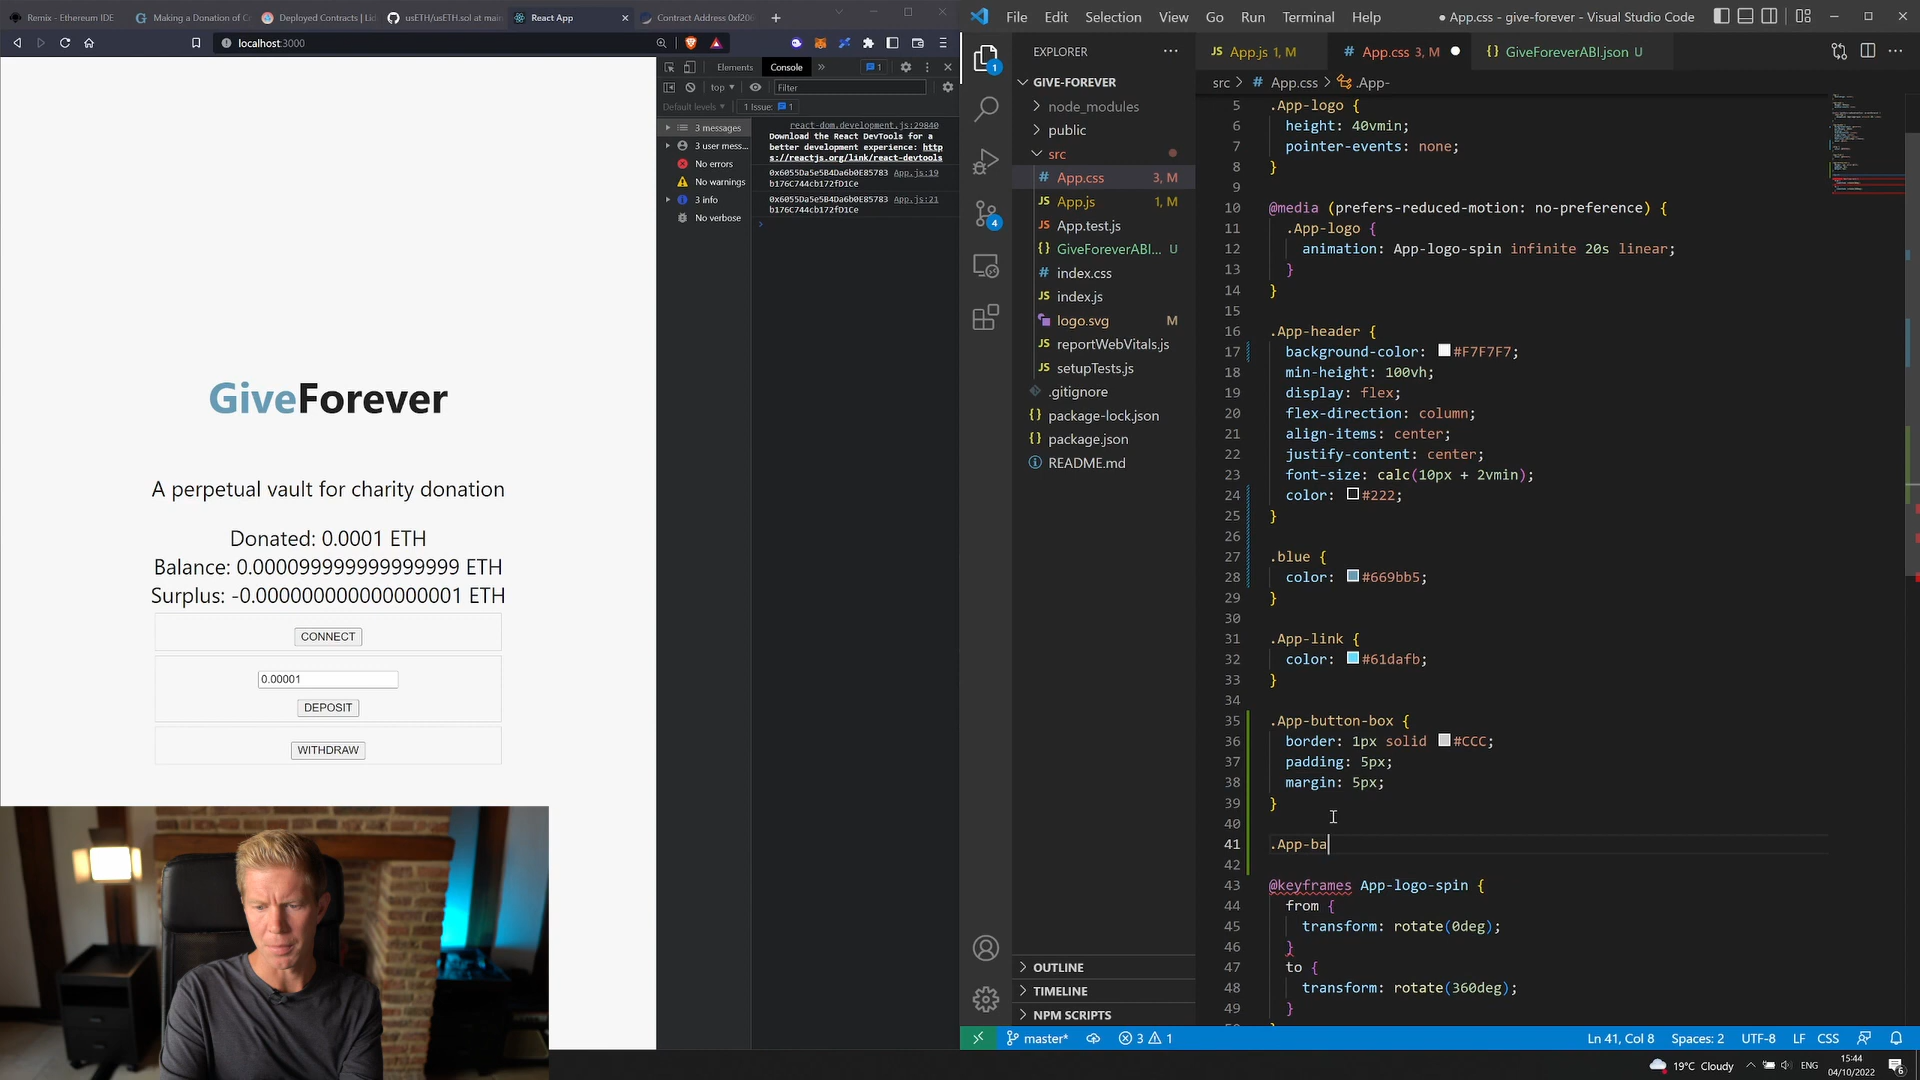 Remix - Ethereum IDE
Making a Donation of C
Deployed Contracts | Lid
usETH/usETH.sol at main
React App
Contract Address 0xf206
localhost:3000
GiveForever
A perpetual vault for charity donation
Donated: 0.0001 ETH
Balance: 0.000099999999999999 ETH
Surplus: -0.000000000000000001 ETH
CONNECT
0.00001
DEPOSIT
WITHDRAW
Elements
Console
1
top
Filter
Default levels
1 Issue: 1
3 messages
3 user mess...
No errors
No warnings
3 info
No verbose
react-dom.development.js:29840
Download the React DevTools for a
better development experience: http
s://reactjs.org/link/react-devtools
0x6055Da5e5B4Da6b0E85783 App.js:19
b176C744cb172fD1Ce
0x6055Da5e5B4Da6b0E85783 App.js:21
b176C744cb172fD1Ce
File Edit Selection View Go Run Terminal Help
● App.css - give-forever - Visual Studio Code
EXPLORER
GIVE-FOREVER
node_modules
public
src
# App.css 3, M
JS App.js 1, M
JS App.test.js
{} GiveForeverABI... U
# index.css
JS index.js
logo.svg M
JS reportWebVitals.js
JS setupTests.js
.gitignore
{} package-lock.json
{} package.json
README.md
OUTLINE
TIMELINE
NPM SCRIPTS
1
4
JS App.js 1, M
# App.css 3, M
{} GiveForeverABI.json U
src > # App.css > .App-
5 .App-logo {
6 height: 40vmin;
7 pointer-events: none;
8 }
9
10 @media (prefers-reduced-motion: no-preference) {
11 .App-logo {
12 animation: App-logo-spin infinite 20s linear;
13 }
14 }
15
16 .App-header {
17 background-color: #F7F7F7;
18 min-height: 100vh;
19 display: flex;
20 flex-direction: column;
21 align-items: center;
22 justify-content: center;
23 font-size: calc(10px + 2vmin);
24 color: #222;
25 }
26
27 .blue {
28 color: #669bb5;
29 }
30
31 .App-link {
32 color: #61dafb;
33 }
34
35 .App-button-box {
36 border: 1px solid #CCC;
37 padding: 5px;
38 margin: 5px;
39 }
40
41 .App-ba
42
43 @keyframes App-logo-spin {
44 from {
45 transform: rotate(0deg);
46 }
47 to {
48 transform: rotate(360deg);
49 }
master*
3 1
Ln 41, Col 8
Spaces: 2
UTF-8
LF
CSS
19°C Cloudy
ENG
15:44
04/10/2022
6